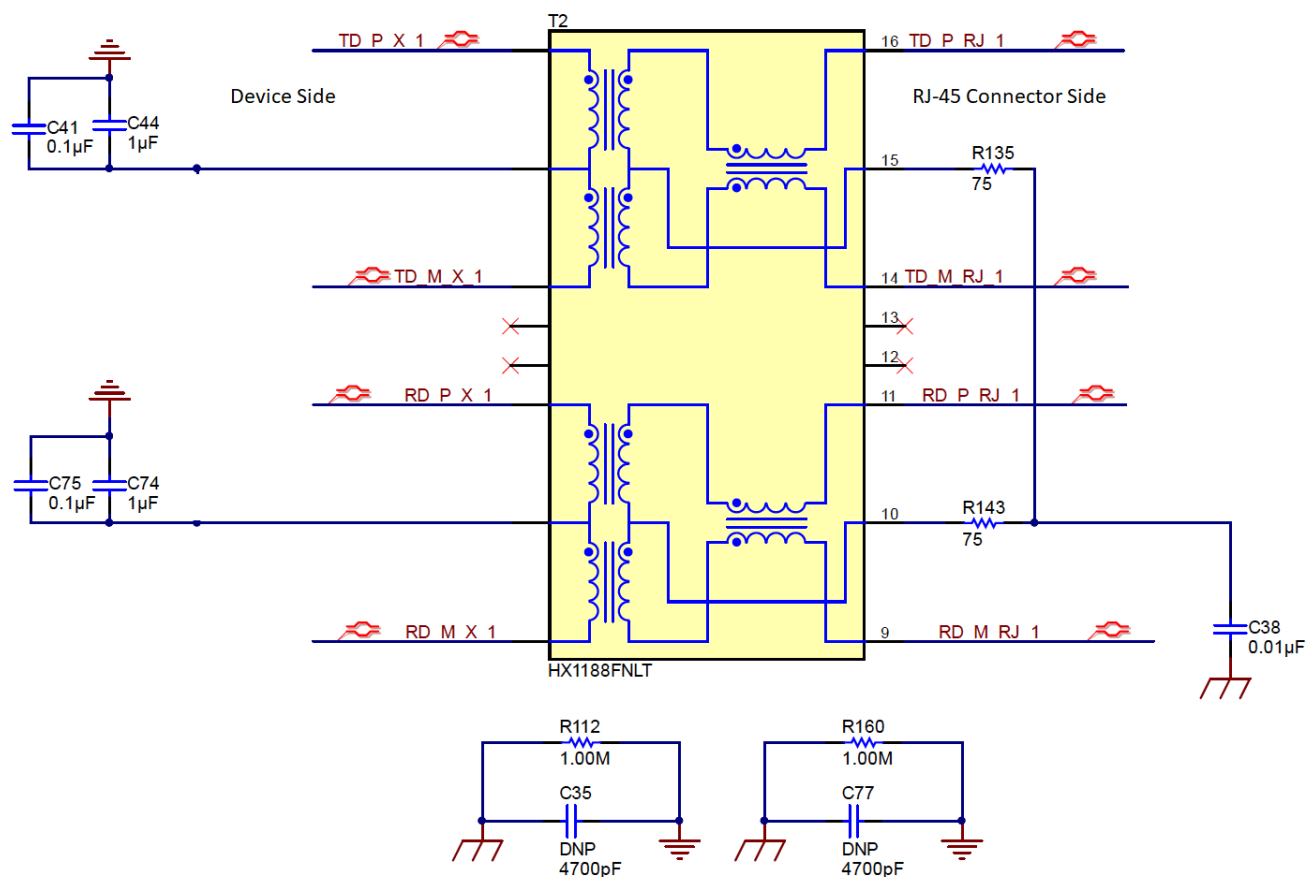 T2
TD_P_X_1
16
TD_P_RJ_1
Device Side
RJ-45 Connector Side
C41
0.1µF
C44
1µF
15
R135
75
TD_M_X_1
14
TD_M_RJ_1
13
12
RD_P_X_1
11
RD_P_RJ_1
C75
0.1µF
C74
1µF
10
R143
75
RD_M_X_1
9
RD_M_RJ_1
C38
0.01µF
HX1188FNLT
R112
1.00M
C35
DNP
4700pF
R160
1.00M
C77
DNP
4700pF